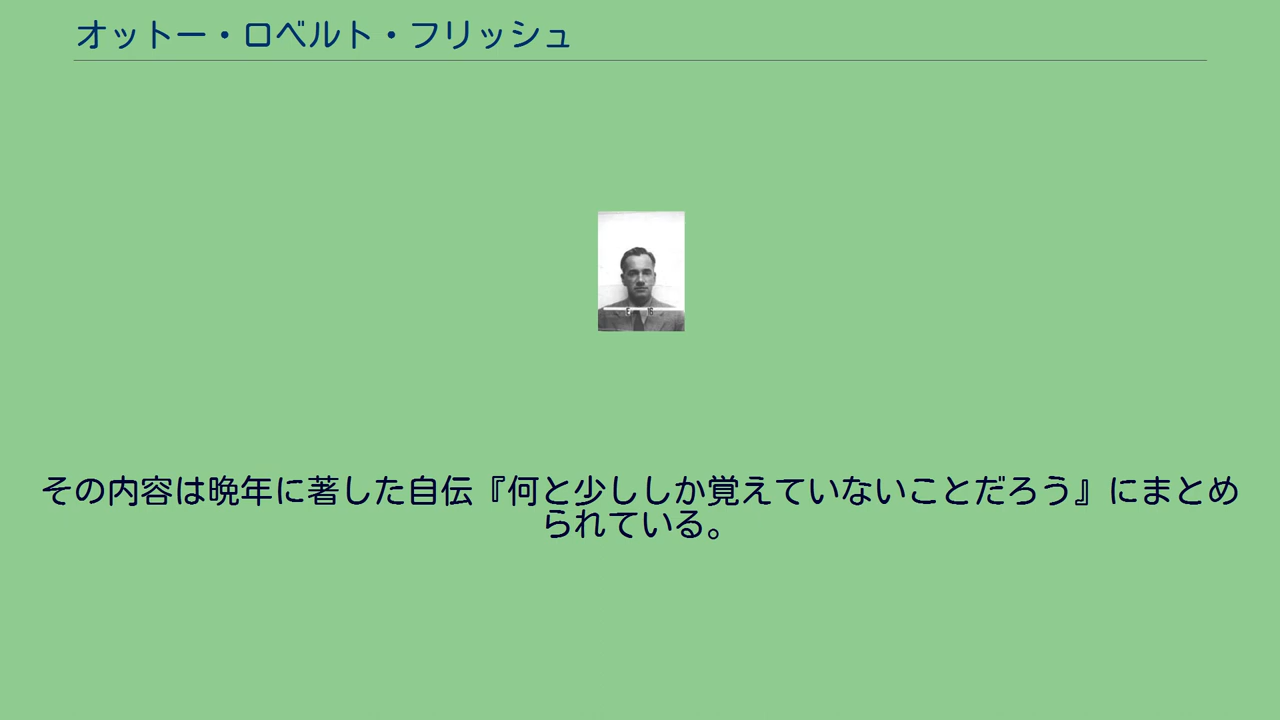 オットー・ロベルト・フリッシュ
その内容は晩年に著した自伝『何と少ししか覚えていないことだろう』にまとめ
られている。